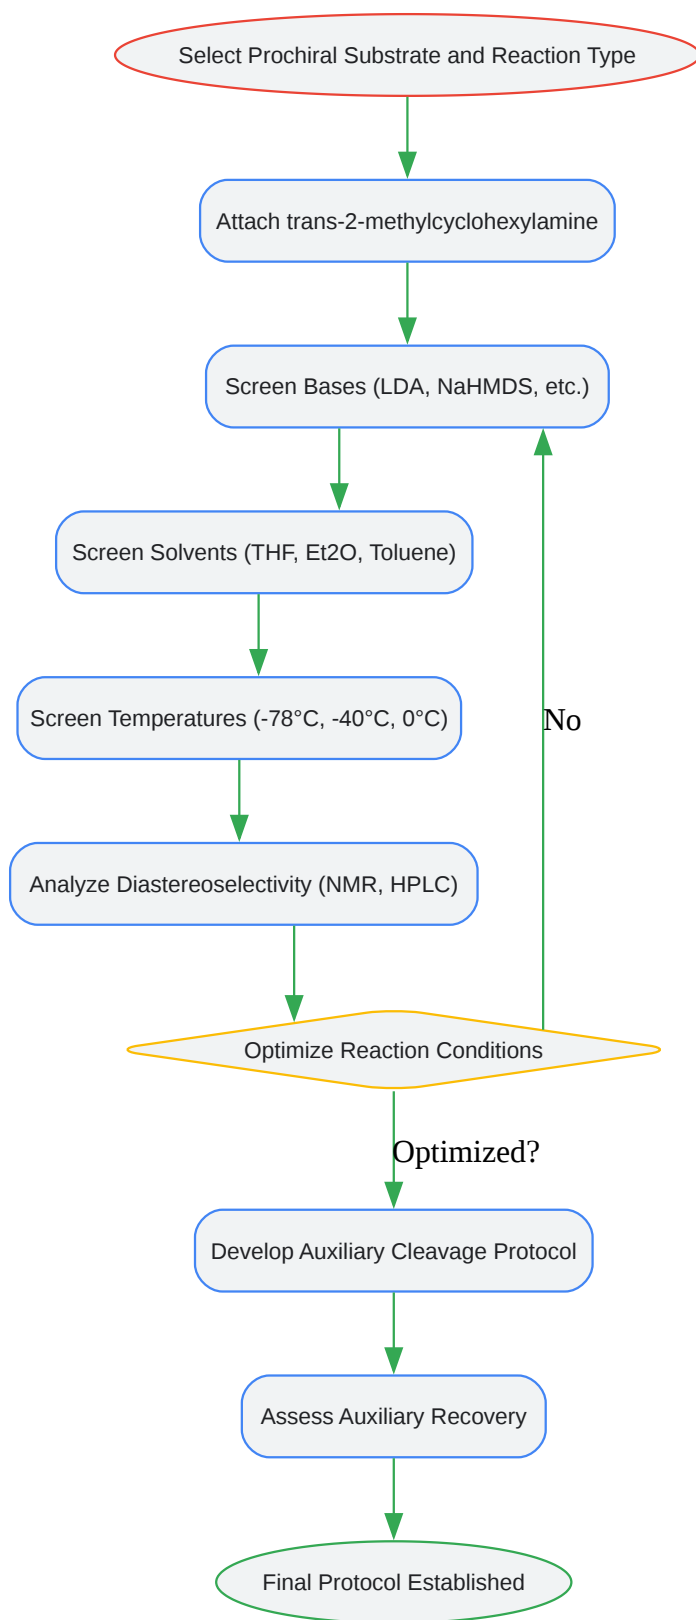 Select Prochiral Substrate and Reaction Type
Attach trans-2-methylcyclohexylamine
Screen Bases (LDA, NaHMDS, etc.)
Screen Solvents (THF, Et2O, Toluene)
Screen Temperatures (-78°C, -40°C, 0°C)
No
Analyze Diastereoselectivity (NMR, HPLC)
Optimize Reaction Conditions
Optimized?
Develop Auxiliary Cleavage Protocol
Assess Auxiliary Recovery
Final Protocol Established